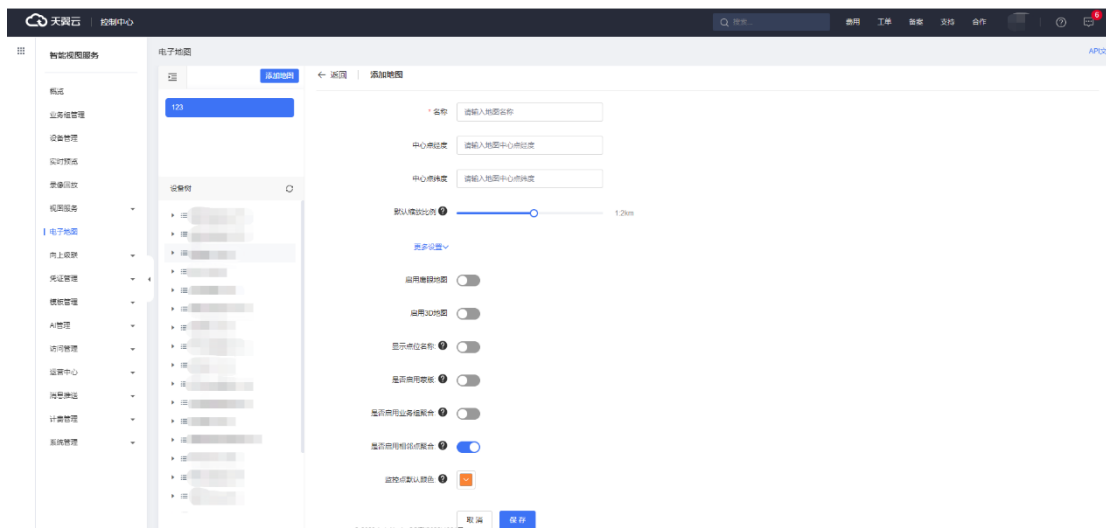 天翼云 控制中心 搜索... 费用 工单 备案 支持 合作 6
智能视图服务
电子地图 API文
添加地图
← 返回 添加地图
概览
业务组管理
设备管理
实时预览
录像回放
视图服务
电子地图
向上级联
凭证管理
模板管理
AI管理
访问管理
运营中心
消息推送
计费管理
系统管理
123
设备树
* 名称 请输入地图名称
中心点经度 请输入地图中心点经度
中心点纬度 请输入地图中心点纬度
默认缩放比例 1:2km
更多设置
启用鹰眼地图
启用3D地图
显示点位名称
是否启用蒙板
是否启用业务组聚合
是否启用相邻点聚合
监控点默认颜色
取消 保存